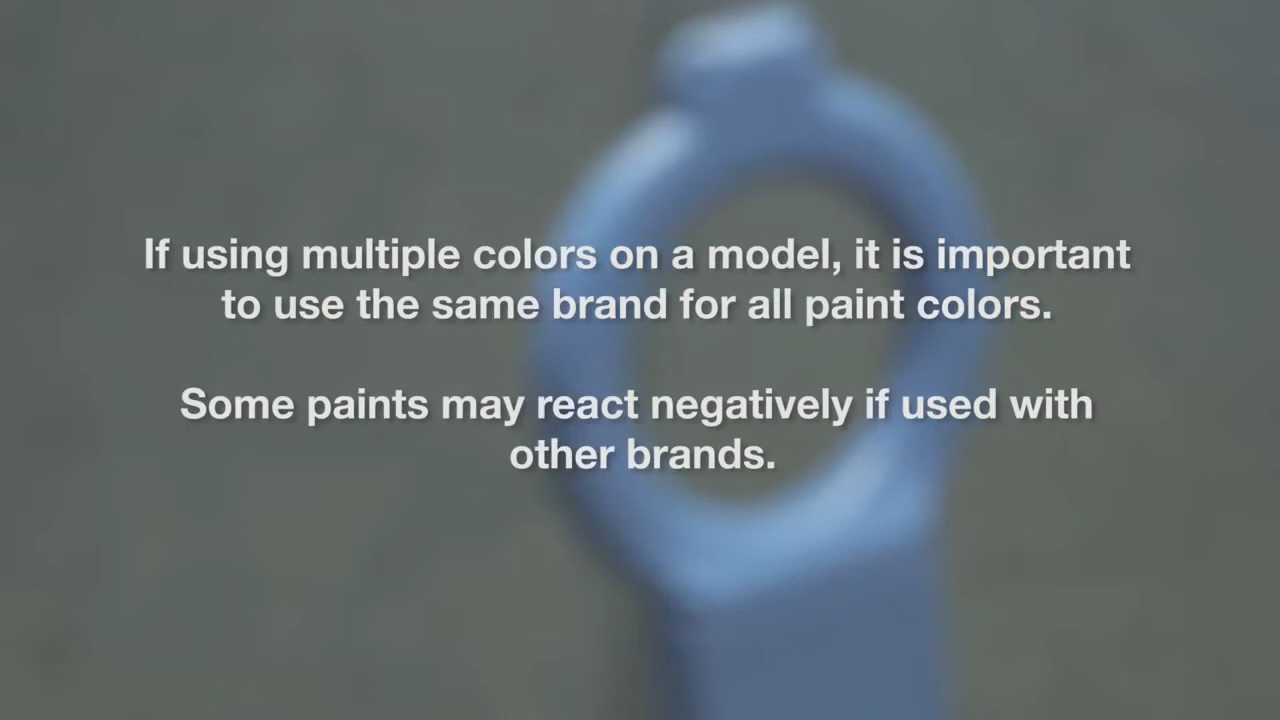 If using multiple colors on a model, it is important
to use the same brand for all paint colors.
Some paints may react negatively if used with
other brands.